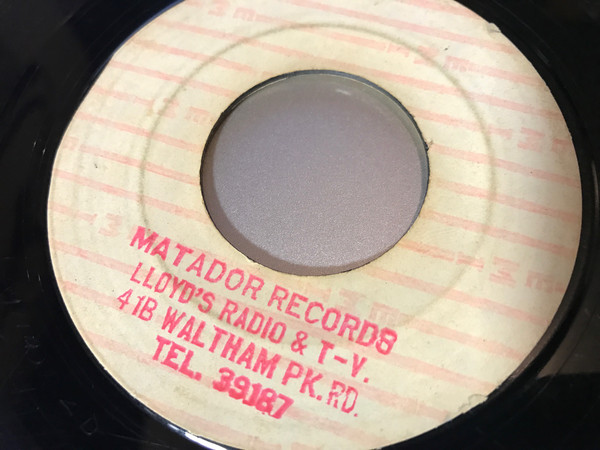 MATADOR RECORDS
LLOYD'S RADIO & T-V.
41B WALTHAM PK. RD.
TEL. 39187